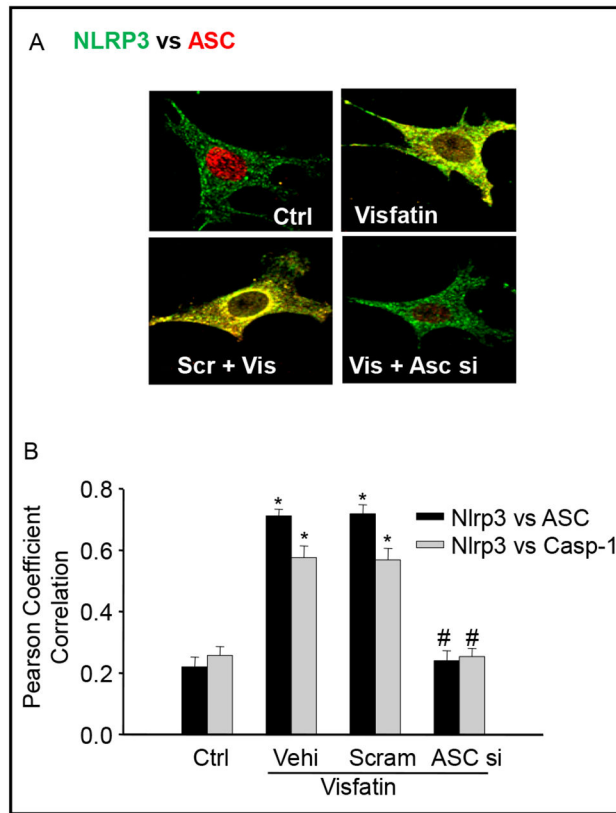 A NLRP3 vs ASC
Ctrl
Visfatin
Scr + Vis
Vis + Asc si
B
Pearson Coefficient
Correlation
0.8
0.6
0.4
0.2
0.0
* * * * # #
Nlrp3 vs ASC
Nlrp3 vs Casp-1
Ctrl Vehi Scram ASC si
Visfatin